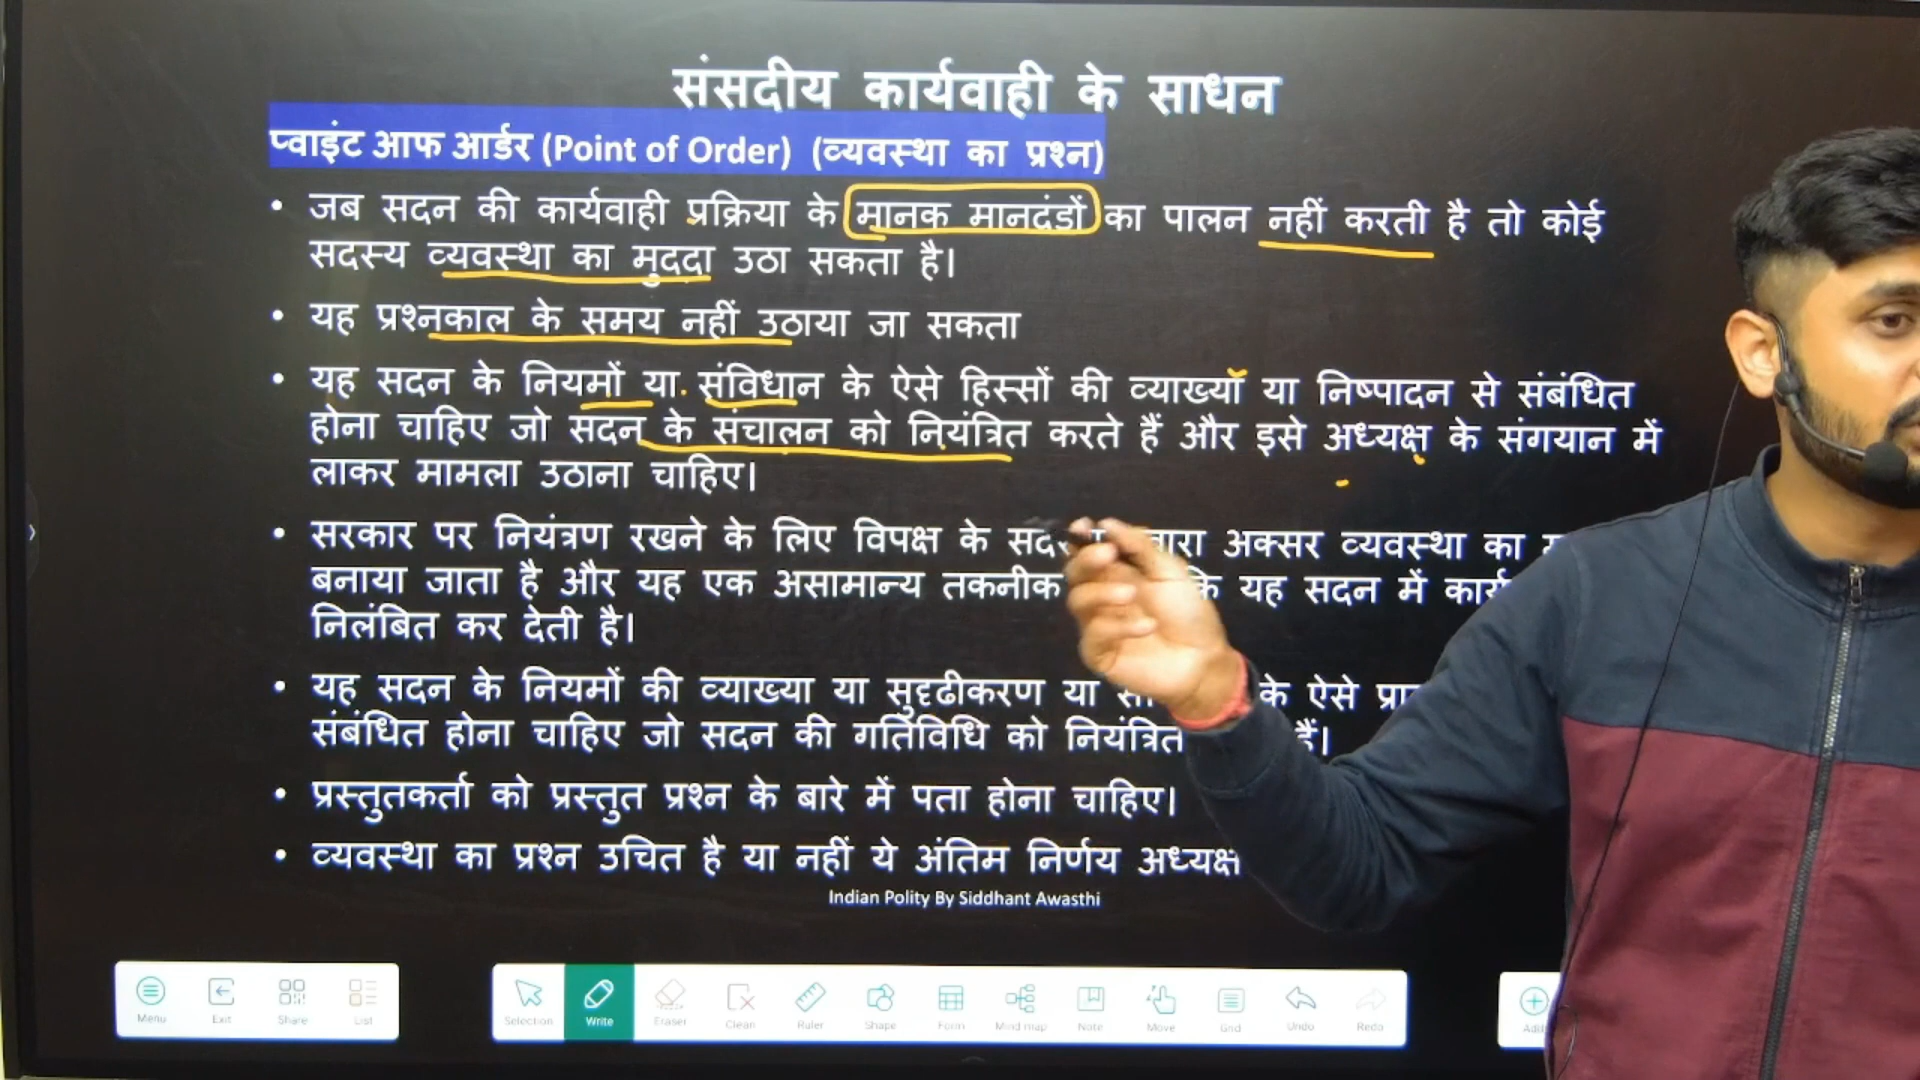 संसदीय कार्यवाही के साधन
प्वाइंट आफ आर्डर (Point of Order) (व्यवस्था का प्रश्न)
• जब सदन की कार्यवाही प्रक्रिया के मानक मानदंडों का पालन नहीं करती है तो कोई
सदस्य व्यवस्था का मुददा उठा सकता है।
• यह प्रश्नकाल के समय नहीं उठाया जा सकता
• यह सदन के नियमों या संविधान के ऐसे हिस्सों की व्याख्या या निष्पादन से संबंधित
होना चाहिए जो सदन के संचालन को नियंत्रित करते हैं और इसे अध्यक्ष के संगयान में
लाकर मामला उठाना चाहिए।
• सरकार पर नियंत्रण रखने के लिए विपक्ष के अक्सर व्यवस्था का
बनाया जाता है और यह एक असामान्य तकनीक यह सदन में
निलंबित कर देती है।
• यह सदन के नियमों की व्याख्या या सुदृढीकरण या के ऐसे
संबंधित होना चाहिए जो सदन की गतिविधि को नियंत्रित हैं।
• प्रस्तुतकर्ता को प्रस्तुत प्रश्न के बारे में पता होना चाहिए।
• व्यवस्था का प्रश्न उचित है या नहीं ये अंतिम निर्णय अध्यक्ष
Indian Polity By Siddhant Awasthi
Menu Exit Share List Selection Write Eraser Clean Ruler Shape Form Mind map Note Move Grid Undo Redo